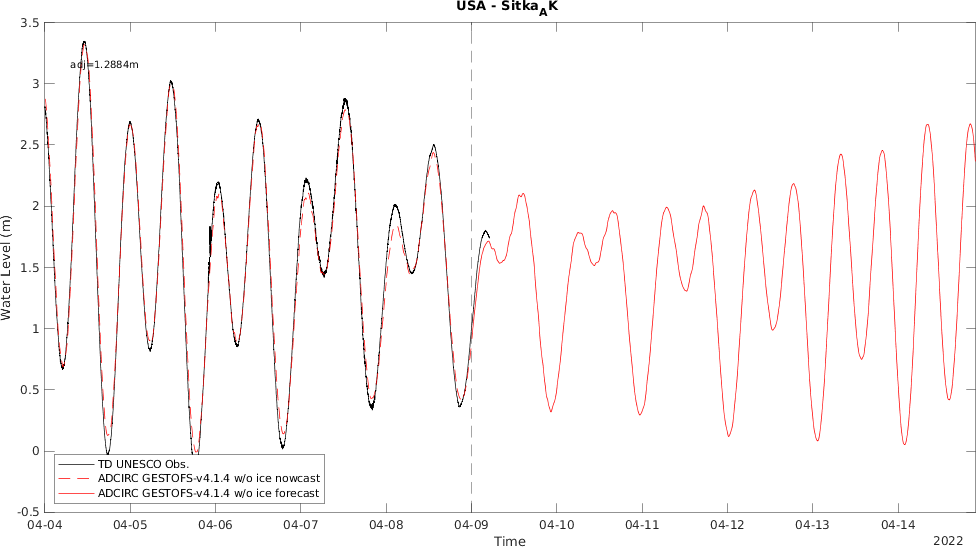 USA - Sitka_AK
3.5
adj=1.2884m
3
2.5
2
1.5
1
0.5
0
-0.5
Water Level (m)
TD UNESCO Obs.
ADCIRC GESTOFS-v4.1.4 w/o ice nowcast
ADCIRC GESTOFS-v4.1.4 w/o ice forecast
04-04 04-05 04-06 04-07 04-08 04-09 04-10 04-11 04-12 04-13 04-14
Time
2022